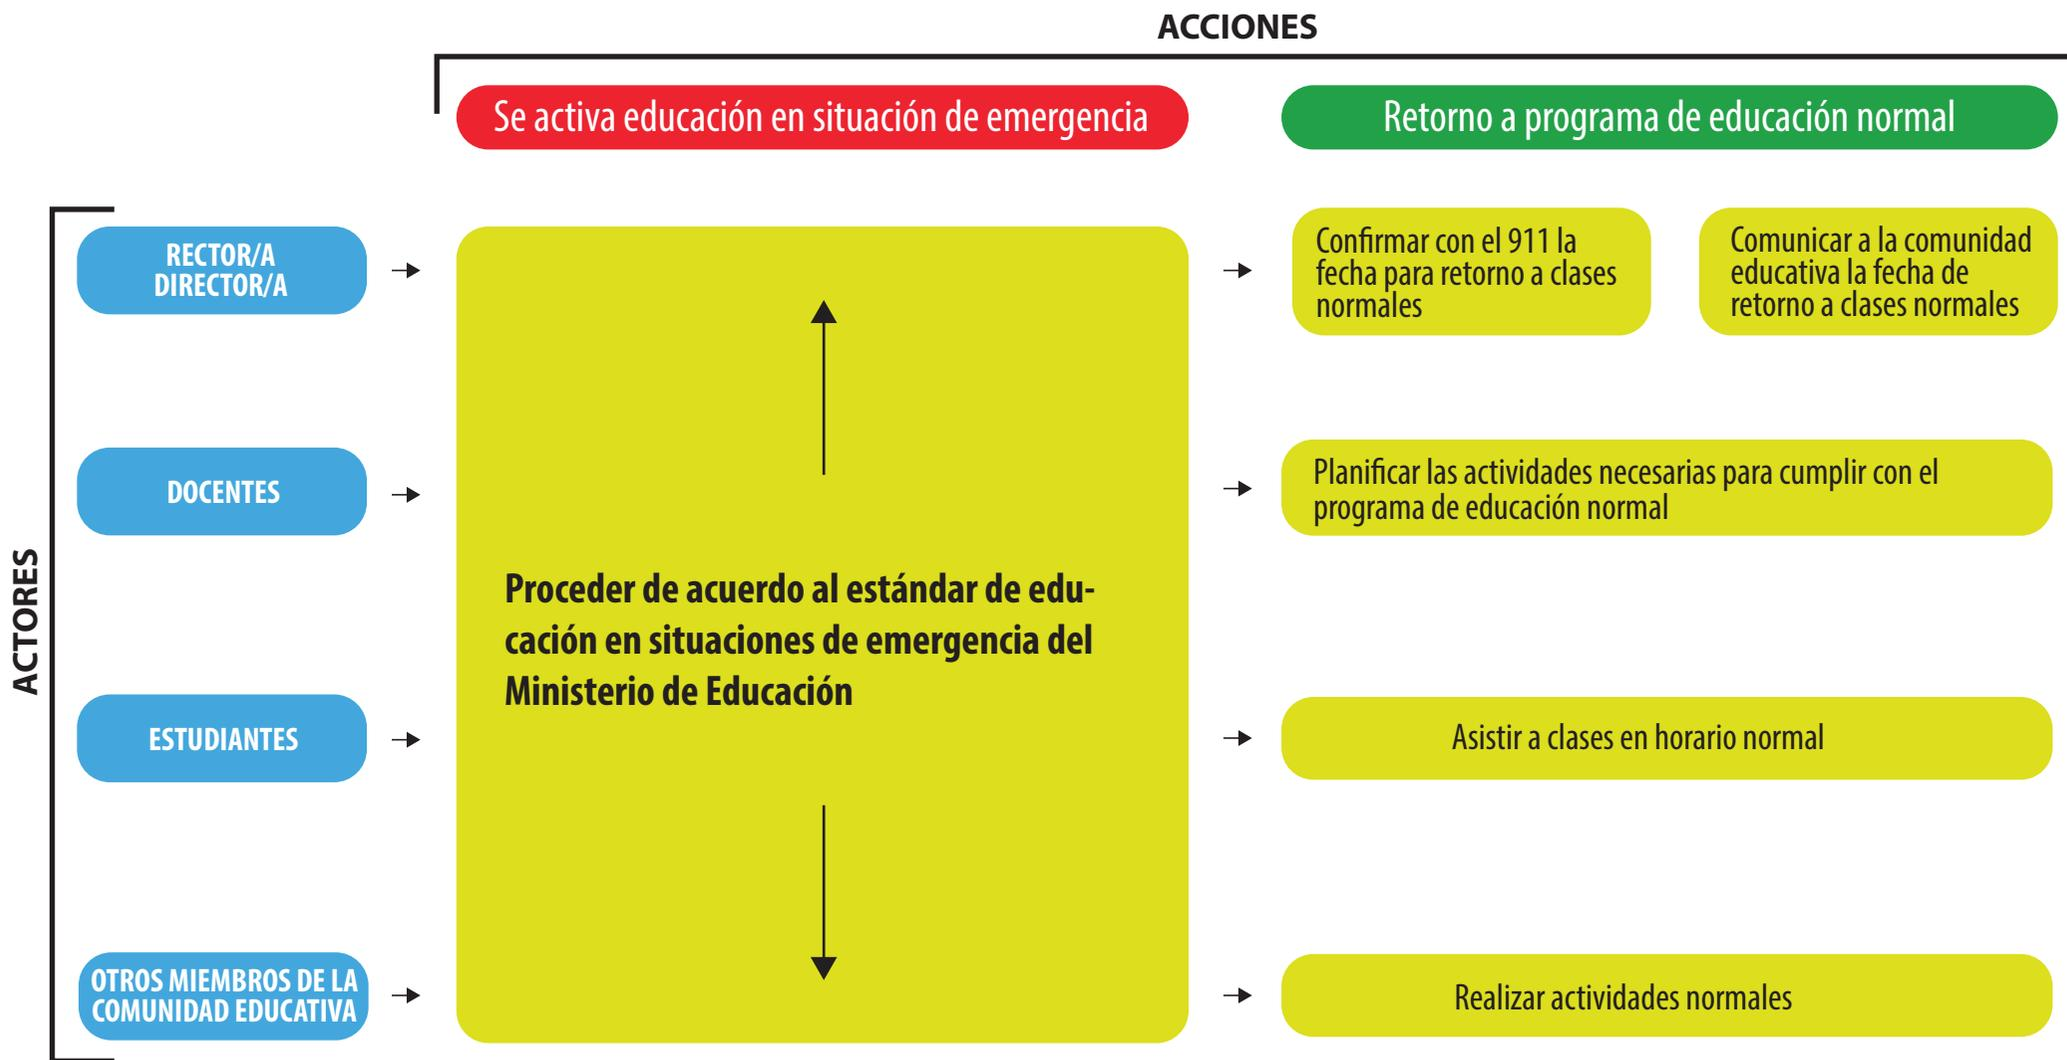 ACCIONES
Se activa educación en situación de emergencia
Retorno a programa de educación normal
ACTORES
RECTOR/A
DIRECTOR/A
Confirmar con el 911 la
fecha para retorno a clases
normales
Comunicar a la comunidad
educativa la fecha de
retorno a clases normales
DOCENTES
Planificar las actividades necesarias para cumplir con el
programa de educación normal
Proceder de acuerdo al estándar de edu-
cación en situaciones de emergencia del
Ministerio de Educación
ESTUDIANTES
Asistir a clases en horario normal
OTROS MIEMBROS DE LA
COMUNIDAD EDUCATIVA
Realizar actividades normales